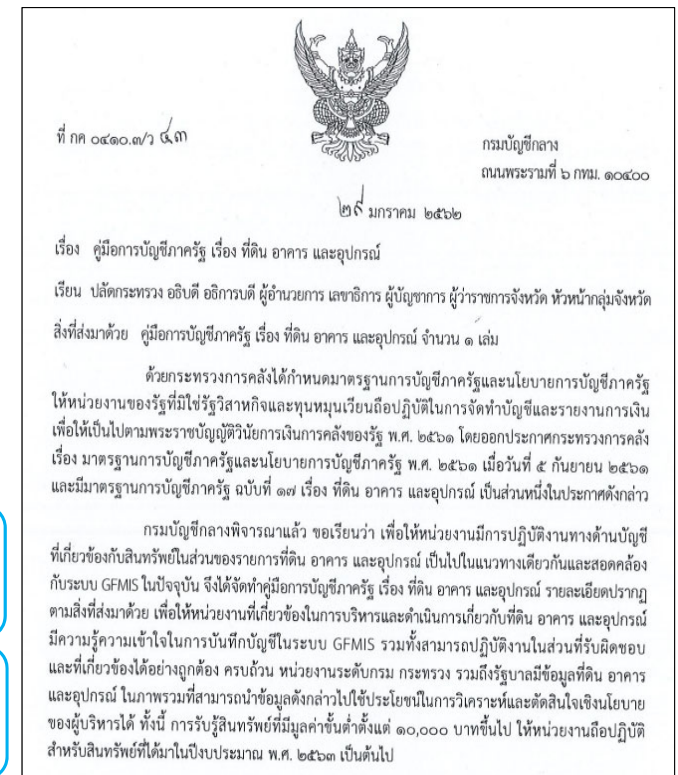 ที่ กค ๐๔๑๐.๓/ว ๔๓
กรมบัญชีกลาง
ถนนพระรามที่ ๖ กทม. ๑๐๔๐๐
๒๙ มกราคม ๒๕๖๒
เรื่อง คู่มือการบัญชีภาครัฐ เรื่อง ที่ดิน อาคาร และอุปกรณ์
เรียน ปลัดกระทรวง อธิบดี อธิการบดี ผู้อำนวยการ เลขาธิการ ผู้บัญชาการ ผู้ว่าราชการจังหวัด หัวหน้ากลุ่มจังหวัด
สิ่งที่ส่งมาด้วย คู่มือการบัญชีภาครัฐ เรื่อง ที่ดิน อาคาร และอุปกรณ์ จำนวน ๑ เล่ม
ด้วยกระทรวงการคลังได้กำหนดมาตรฐานการบัญชีภาครัฐและนโยบายการบัญชีภาครัฐ
ให้หน่วยงานของรัฐที่มิใช่รัฐวิสาหกิจและทุนหมุนเวียนถือปฏิบัติในการจัดทำบัญชีและรายงานการเงิน
เพื่อให้เป็นไปตามพระราชบัญญัติวินัยการเงินการคลังของรัฐ พ.ศ. ๒๕๖๑ โดยออกประกาศกระทรวงการคลัง
เรื่อง มาตรฐานการบัญชีภาครัฐและนโยบายการบัญชีภาครัฐ พ.ศ. ๒๕๖๑ เมื่อวันที่ ๕ กันยายน ๒๕๖๑
และมีมาตรฐานการบัญชีภาครัฐ ฉบับที่ ๑๗ เรื่อง ที่ดิน อาคาร และอุปกรณ์ เป็นส่วนหนึ่งในประกาศดังกล่าว
กรมบัญชีกลางพิจารณาแล้ว ขอเรียนว่า เพื่อให้หน่วยงานมีการปฏิบัติงานทางด้านบัญชี
ที่เกี่ยวข้องกับสินทรัพย์ในส่วนของรายการที่ดิน อาคาร และอุปกรณ์ เป็นไปในแนวทางเดียวกันและสอดคล้อง
กับระบบ GFMIS ในปัจจุบัน จึงได้จัดทำคู่มือการบัญชีภาครัฐ เรื่อง ที่ดิน อาคาร และอุปกรณ์ รายละเอียดปรากฏ
ตามสิ่งที่ส่งมาด้วย เพื่อให้หน่วยงานที่เกี่ยวข้องในการบริหารและดำเนินการเกี่ยวกับที่ดิน อาคาร และอุปกรณ์
มีความรู้ความเข้าใจในการบันทึกบัญชีในระบบ GFMIS รวมทั้งสามารถปฏิบัติงานในส่วนที่รับผิดชอบ
และที่เกี่ยวข้องได้อย่างถูกต้อง ครบถ้วน หน่วยงานระดับกรม กระทรวง รวมถึงรัฐบาลมีข้อมูลที่ดิน อาคาร
และอุปกรณ์ ในภาพรวมที่สามารถนำข้อมูลดังกล่าวไปใช้ประโยชน์ในการวิเคราะห์และตัดสินใจเชิงนโยบาย
ของผู้บริหารได้ ทั้งนี้ การรับรู้สินทรัพย์ที่มีมูลค่าขั้นต่ำตั้งแต่ ๑๐,๐๐๐ บาทขึ้นไป ให้หน่วยงานถือปฏิบัติ
สำหรับสินทรัพย์ที่ได้มาในปีงบประมาณ พ.ศ. ๒๕๖๓ เป็นต้นไป